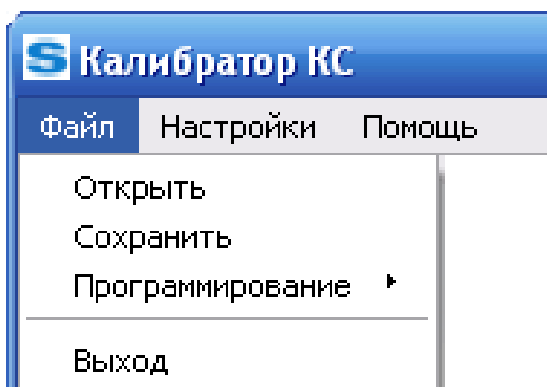 S Калибратор КС
Файл Настройки Помощь
Открыть
Сохранить
Программирование
Выход